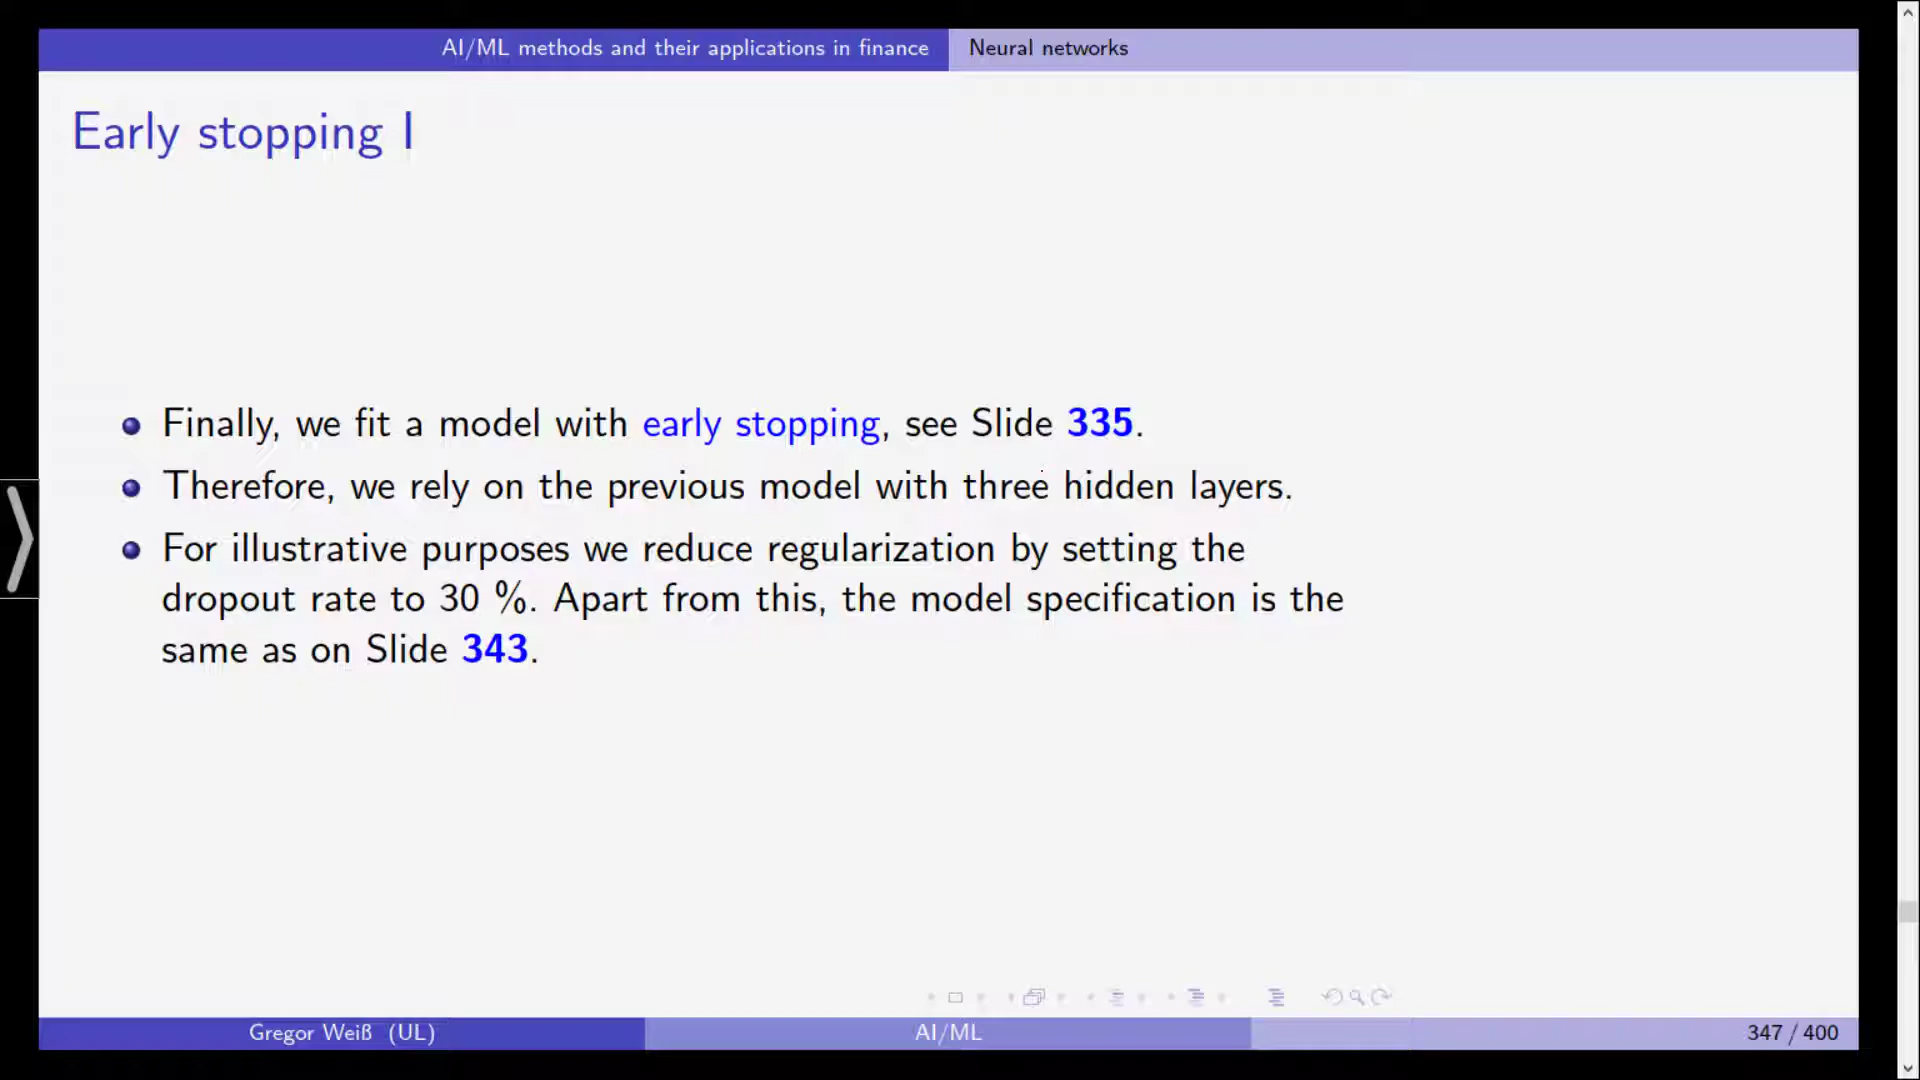 AI/ML methods and their applications in finance Neural networks
Early stopping I
Finally, we fit a model with early stopping, see Slide 335.
Therefore, we rely on the previous model with three hidden layers.
For illustrative purposes we reduce regularization by setting the
dropout rate to 30 %. Apart from this, the model specification is the
same as on Slide 343.
Gregor Weiß (UL) AI/ML 347 / 400